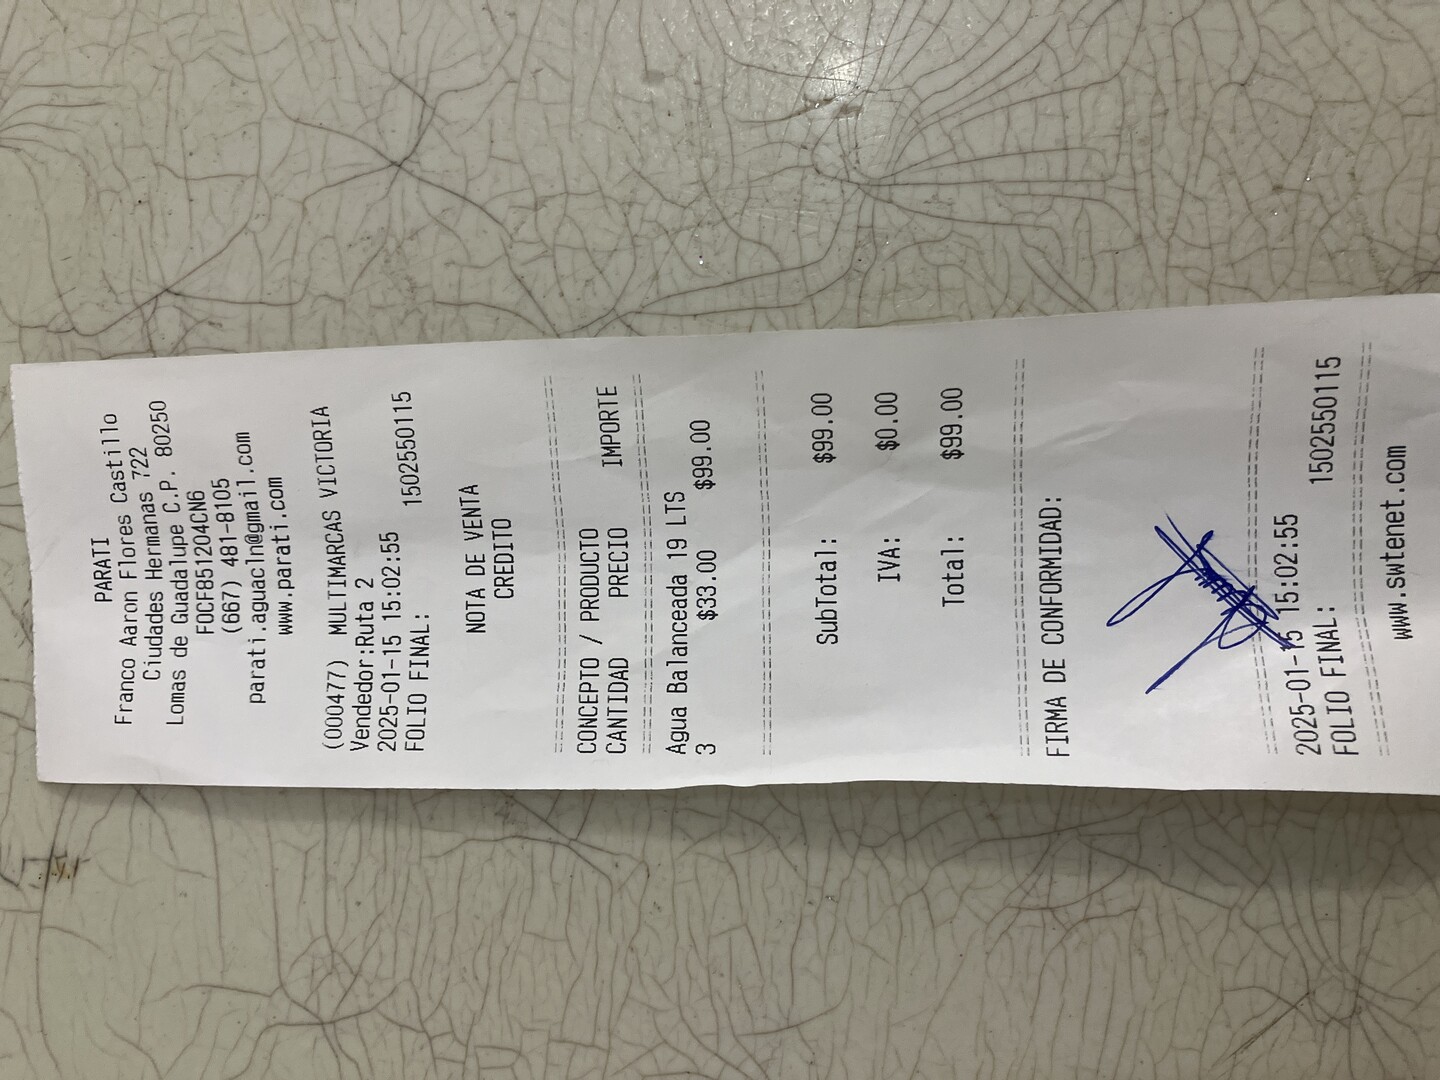 PARATI
Franco Aaron Flores Castillo
Ciudades Hermanas 722
Lomas de Guadalupe C.P. 80250
FOCF851204CN6
(667) 481-8105
parati.aguacln@gmail.com
www.parati.com
(000477) MULTIMARCAS VICTORIA
Vendedor:Ruta 2
2025-01-15 15:02:55
FOLIO FINAL: 1502550115
NOTA DE VENTA
CREDITO
CONCEPTO / PRODUCTO
CANTIDAD PRECIO IMPORTE
Agua Balanceada 19 LTS
3 $33.00 $99.00
SubTotal: $99.00
IVA: $0.00
Total: $99.00
FIRMA DE CONFORMIDAD:
2025-01-15 15:02:55
FOLIO FINAL: 1502550115
www.swtenet.com